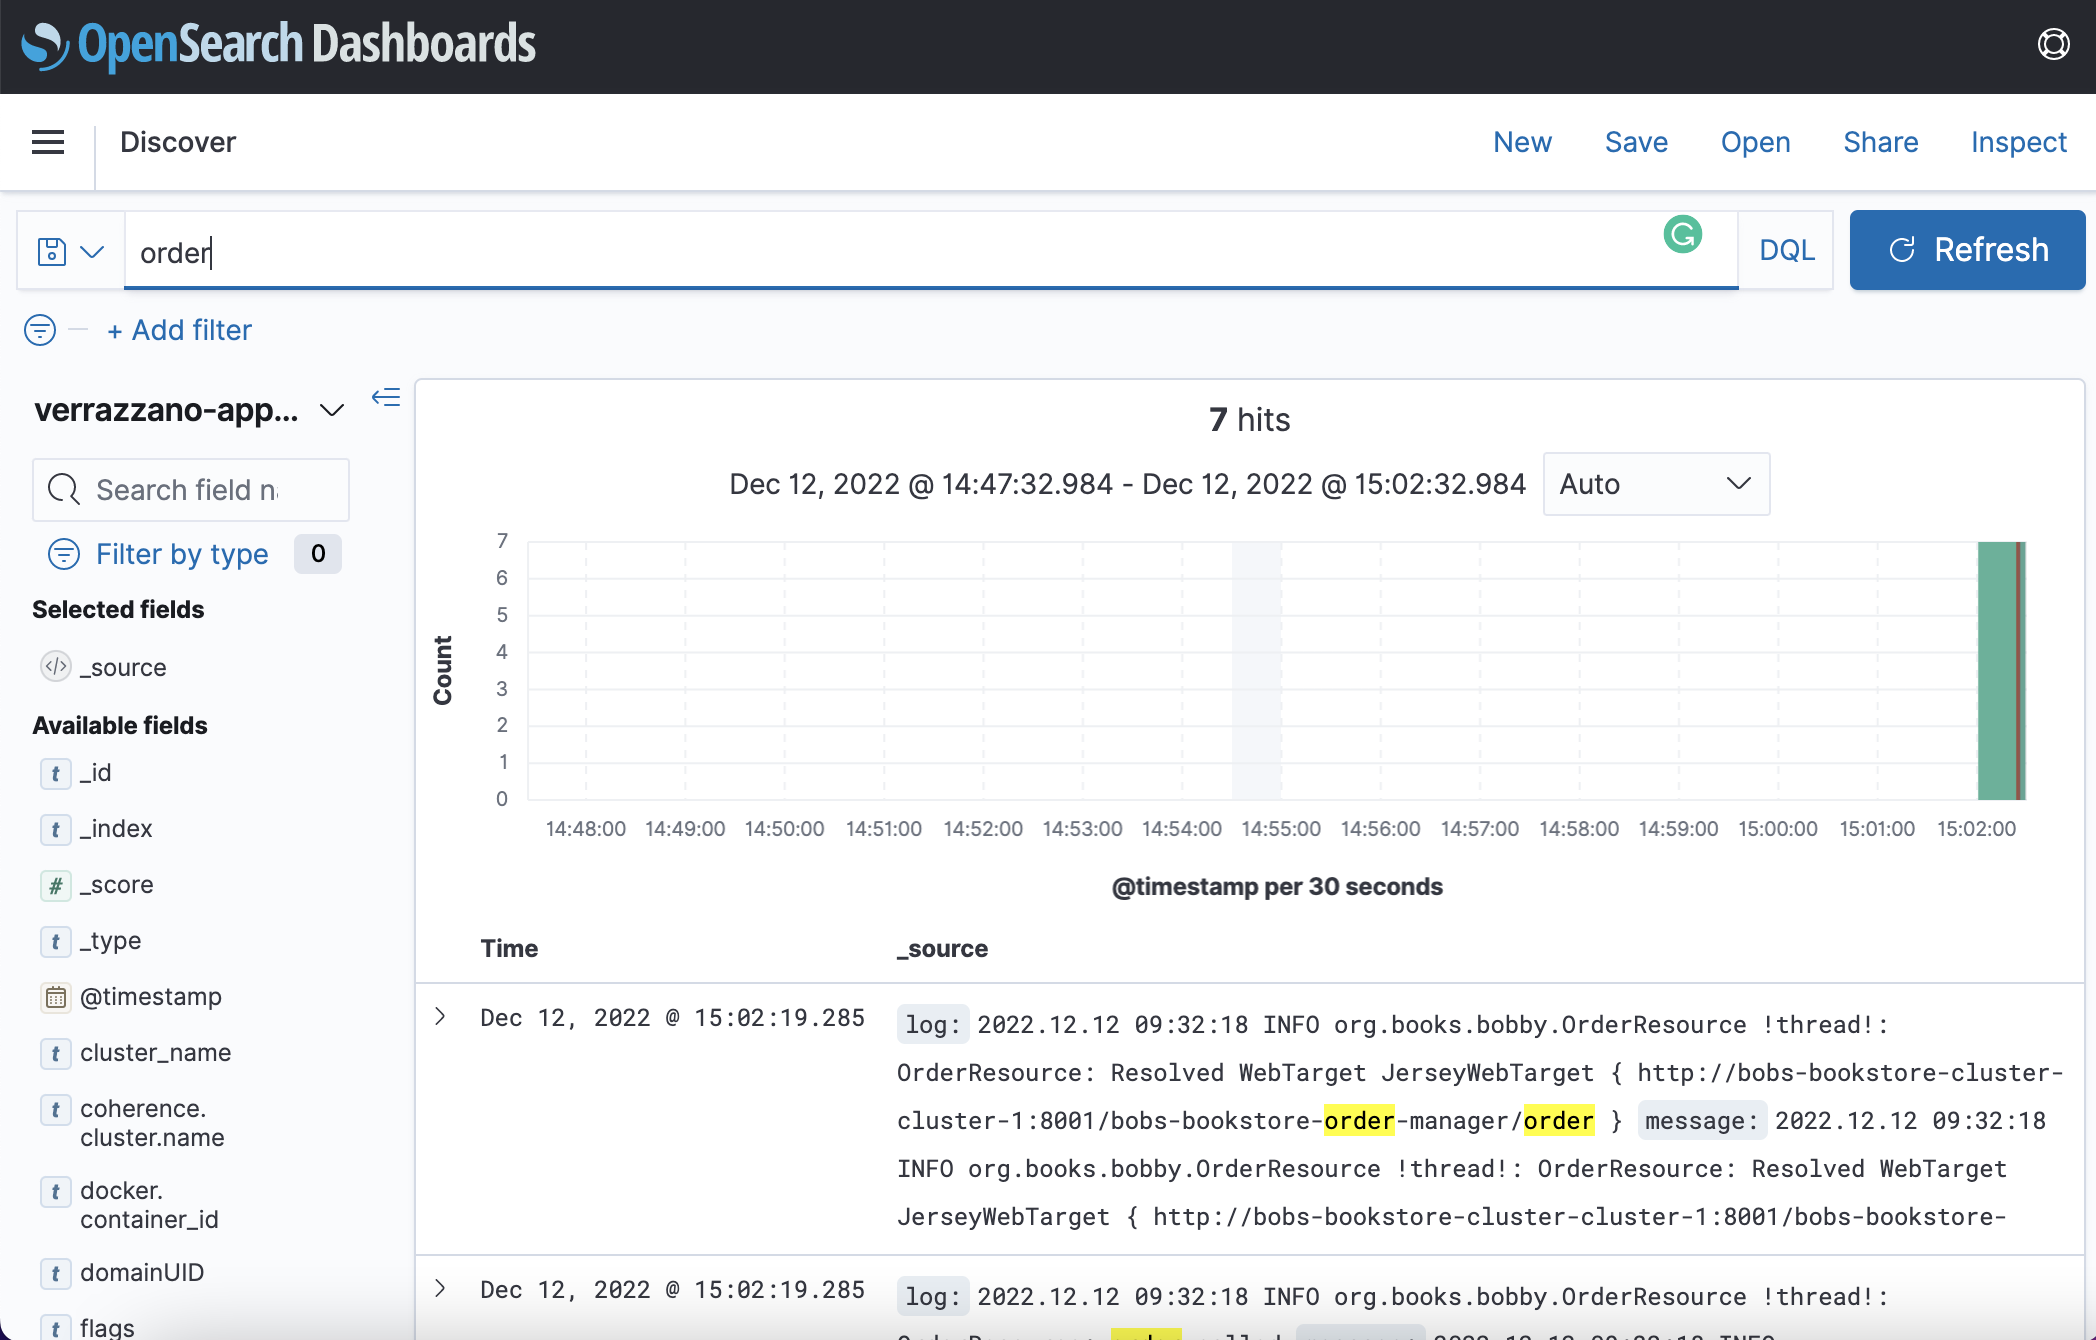 OpenSearch Dashboards
Discover
New Save Open Share Inspect
order
DQL
Refresh
+ Add filter
verrazzano-app...
Search field n
Filter by type 0
Selected fields
</> _source
Available fields
t _id
t _index
# _score
t _type
@timestamp
t cluster_name
t coherence.
cluster.name
t docker.
container_id
t domainUID
t flags
7 hits
Dec 12, 2022 @ 14:47:32.984 - Dec 12, 2022 @ 15:02:32.984 Auto
Count
7
6
5
4
3
2
1
0
14:48:00 14:49:00 14:50:00 14:51:00 14:52:00 14:53:00 14:54:00 14:55:00 14:56:00 14:57:00 14:58:00 14:59:00 15:00:00 15:01:00 15:02:00
@timestamp per 30 seconds
Time _source
Dec 12, 2022 @ 15:02:19.285 log: 2022.12.12 09:32:18 INFO org.books.bobby.OrderResource !thread!:
OrderResource: Resolved WebTarget JerseyWebTarget { http://bobs-bookstore-cluster-
cluster-1:8001/bobs-bookstore-order-manager/order } message: 2022.12.12 09:32:18
INFO org.books.bobby.OrderResource !thread!: OrderResource: Resolved WebTarget
JerseyWebTarget { http://bobs-bookstore-cluster-cluster-1:8001/bobs-bookstore-
Dec 12, 2022 @ 15:02:19.285 log: 2022.12.12 09:32:18 INFO org.books.bobby.OrderResource !thread!: